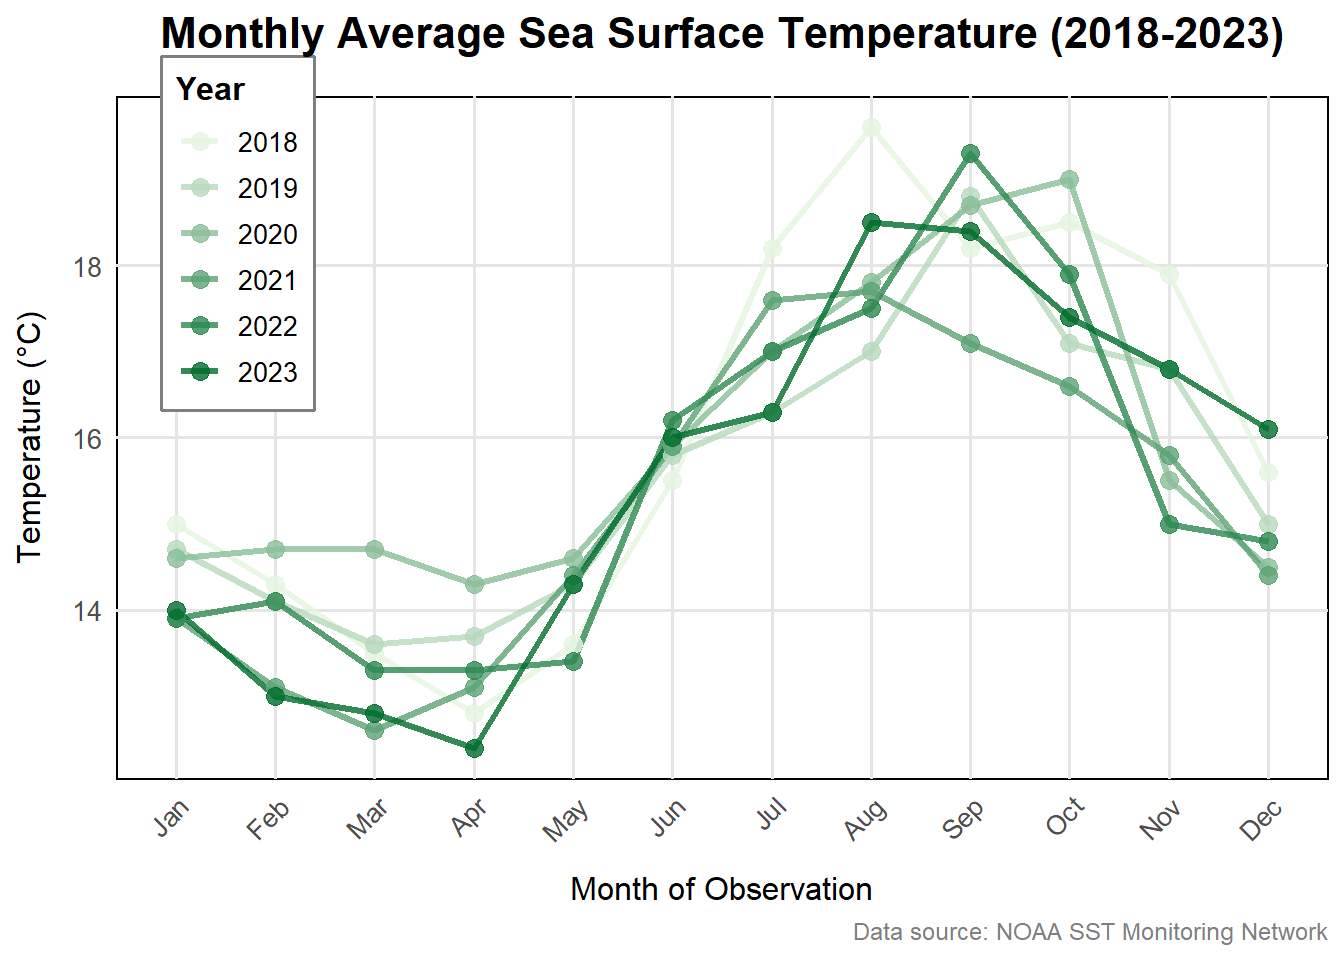 Monthly Average Sea Surface Temperature (2018-2023)
Year
2018
2019
2020
2021
2022
2023
Temperature (°C)
18
16
14
Jan
Feb
Mar
Apr
May
Jun
Jul
Aug
Sep
Oct
Nov
Dec
Month of Observation
Data source: NOAA SST Monitoring Network